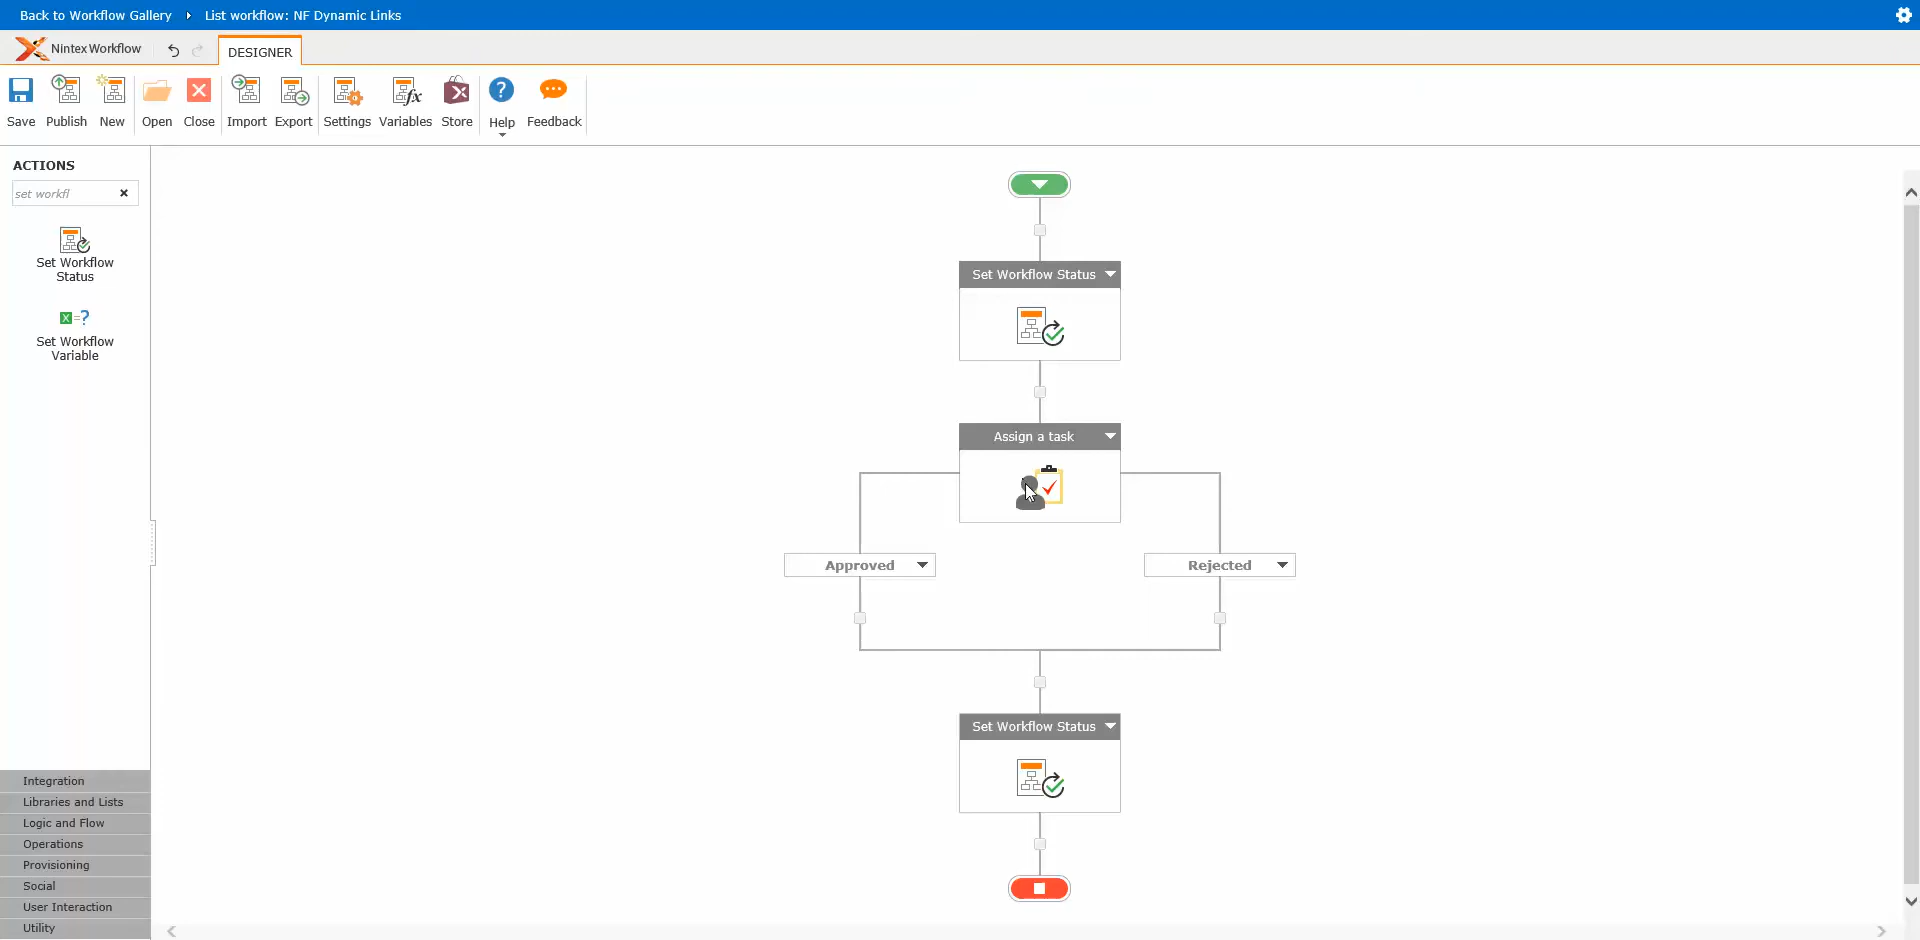 Back to Workflow Gallery List workflow: NF Dynamic Links
Nintex Workflow
DESIGNER
Save Publish New Open Close Import Export Settings Variables Store Help Feedback
ACTIONS
set workfl
Set Workflow
Status
Set Workflow
Variable
Integration
Libraries and Lists
Logic and Flow
Operations
Provisioning
Social
User Interaction
Utility
Set Workflow Status
Assign a task
Approved
Rejected
Set Workflow Status